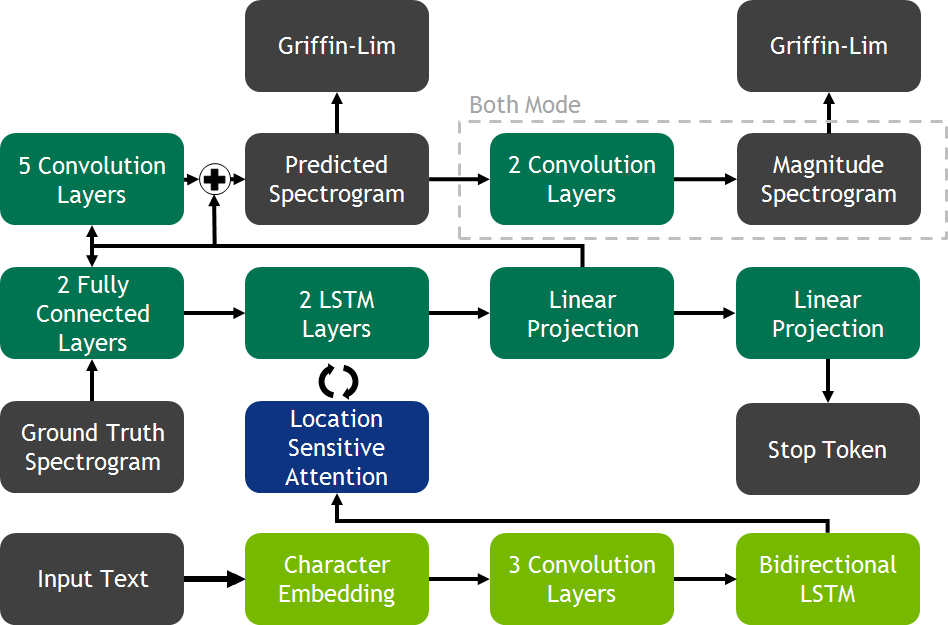 Griffin-Lim
Griffin-Lim
Both Mode
5 Convolution
Layers
Predicted
Spectrogram
2 Convolution
Layers
Magnitude
Spectrogram
2 Fully
Connected
Layers
2 LSTM
Layers
Linear
Projection
Linear
Projection
Ground Truth
Spectrogram
Location
Sensitive
Attention
Stop Token
Input Text
Character
Embedding
3 Convolution
Layers
Bidirectional
LSTM